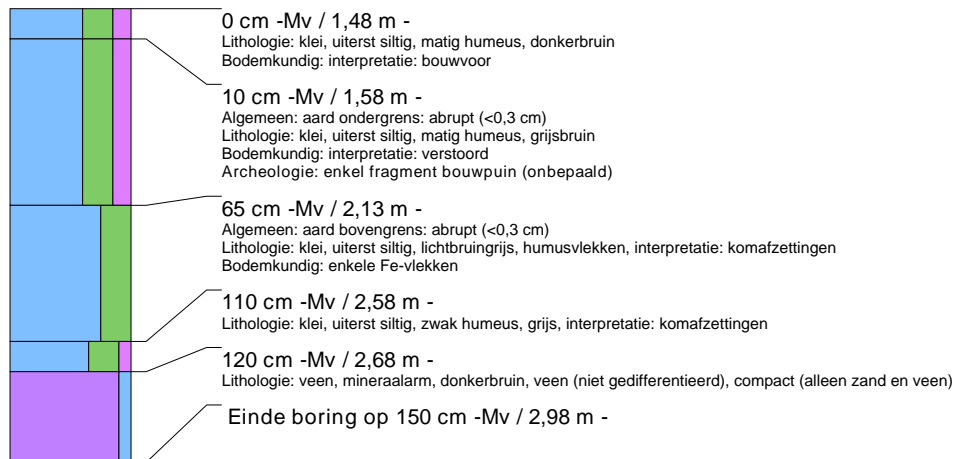 0 cm -Mv / 1,48 m -
Lithologie: klei, uiterst siltig, matig humeus, donkerbruin
Bodemkundig: interpretatie: bouwvoor
10 cm -Mv / 1,58 m -
Algemeen: aard ondergrens: abrupt (<0,3 cm)
Lithologie: klei, uiterst siltig, matig humeus, grijsbruin
Bodemkundig: interpretatie: verstoord
Archeologie: enkel fragment bouwpuin (onbepaald)
65 cm -Mv / 2,13 m -
Algemeen: aard bovengrens: abrupt (<0,3 cm)
Lithologie: klei, uiterst siltig, lichtbruingrijs, humusvlekken, interpretatie: komafzettingen
Bodemkundig: enkele Fe-vlekken
110 cm -Mv / 2,58 m -
Lithologie: klei, uiterst siltig, zwak humeus, grijs, interpretatie: komafzettingen
120 cm -Mv / 2,68 m -
Lithologie: veen, mineraalarm, donkerbruin, veen (niet gedifferentieerd), compact (alleen zand en veen)
Einde boring op 150 cm -Mv / 2,98 m -